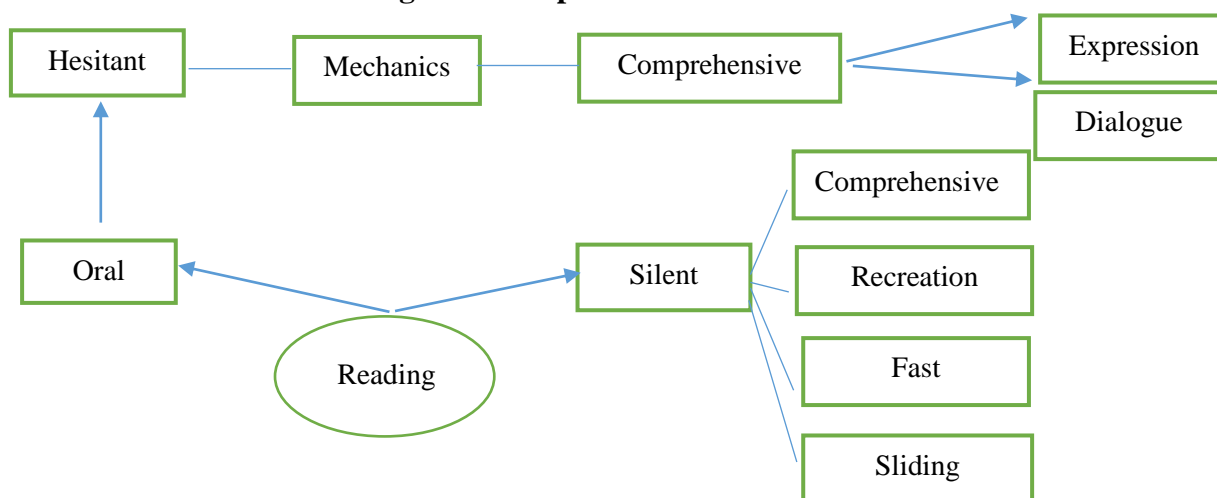 Hesitant
Mechanics
Comprehensive
Expression
Dialogue
Comprehensive
Oral
Silent
Recreation
Reading
Fast
Sliding